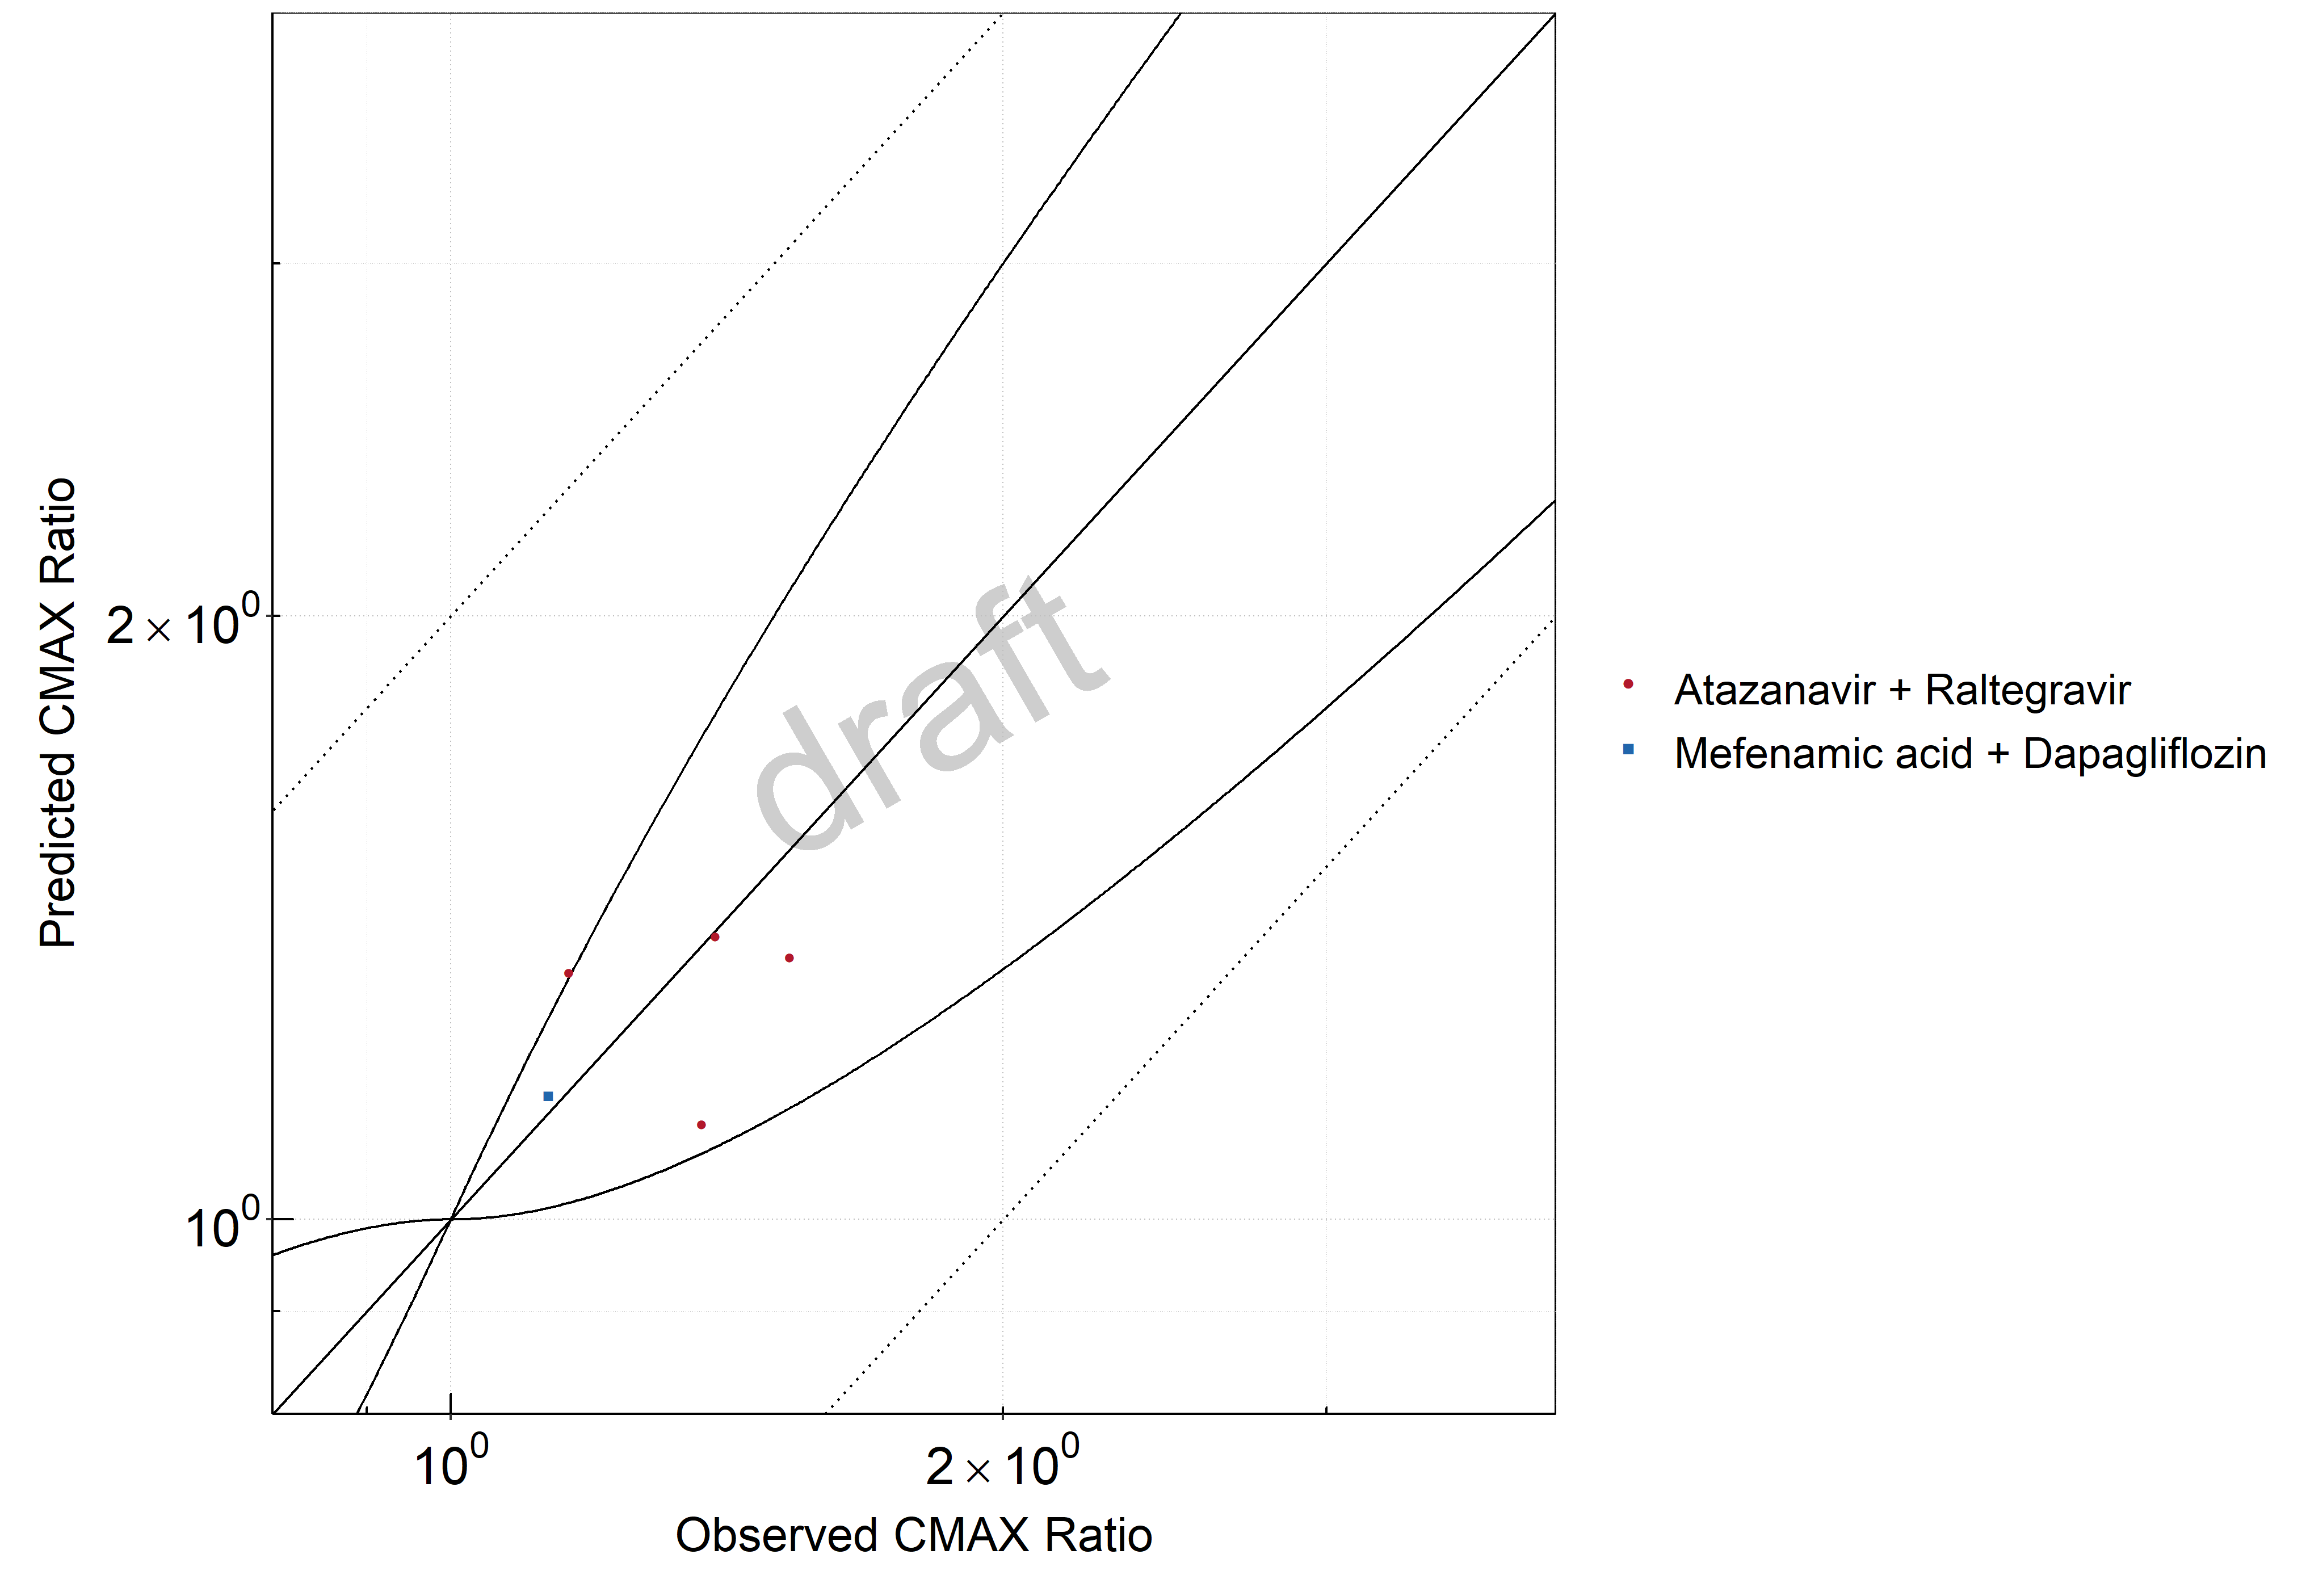 Predicted CMAX Ratio
2 × 10⁰
10⁰
draft
10⁰
2 × 10⁰
Observed CMAX Ratio
Atazanavir + Raltegravir
Mefenamic acid + Dapagliflozin